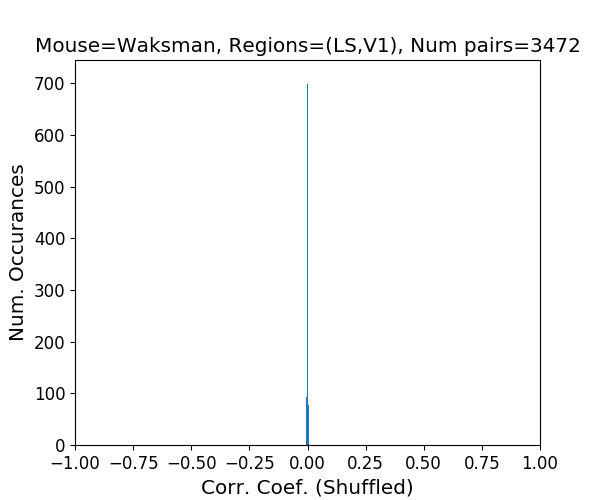 Mouse=Waksman, Regions=(LS,V1), Num pairs=3472
700
600
500
400
300
200
100
0
Num. Occurances
−1.00 −0.75 −0.50 −0.25 0.00 0.25 0.50 0.75 1.00
Corr. Coef. (Shuffled)